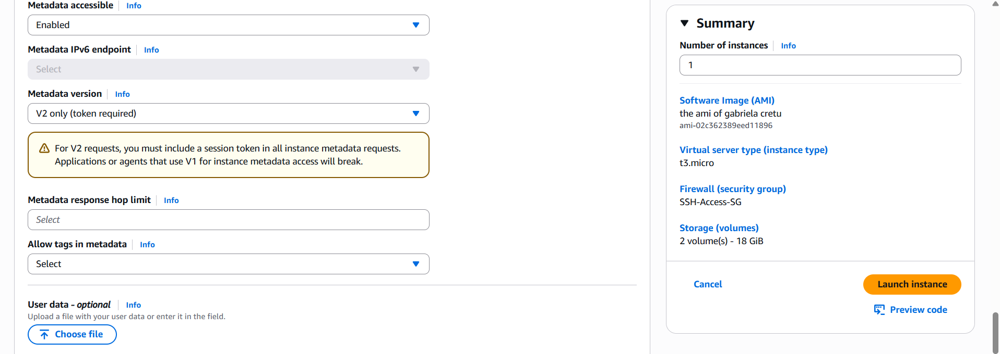 Metadata accessible Info
Enabled
Metadata IPv6 endpoint Info
Select
Metadata version Info
V2 only (token required)
For V2 requests, you must include a session token in all instance metadata requests.
Applications or agents that use V1 for instance metadata access will break.
Metadata response hop limit Info
Select
Allow tags in metadata Info
Select
User data - optional Info
Upload a file with your user data or enter it in the field.
Choose file
Summary
Number of instances Info
1
Software Image (AMI)
the ami of gabriela cretu
ami-02c362389eed11896
Virtual server type (instance type)
t3.micro
Firewall (security group)
SSH-Access-SG
Storage (volumes)
2 volume(s) - 18 GiB
Cancel
Launch instance
Preview code